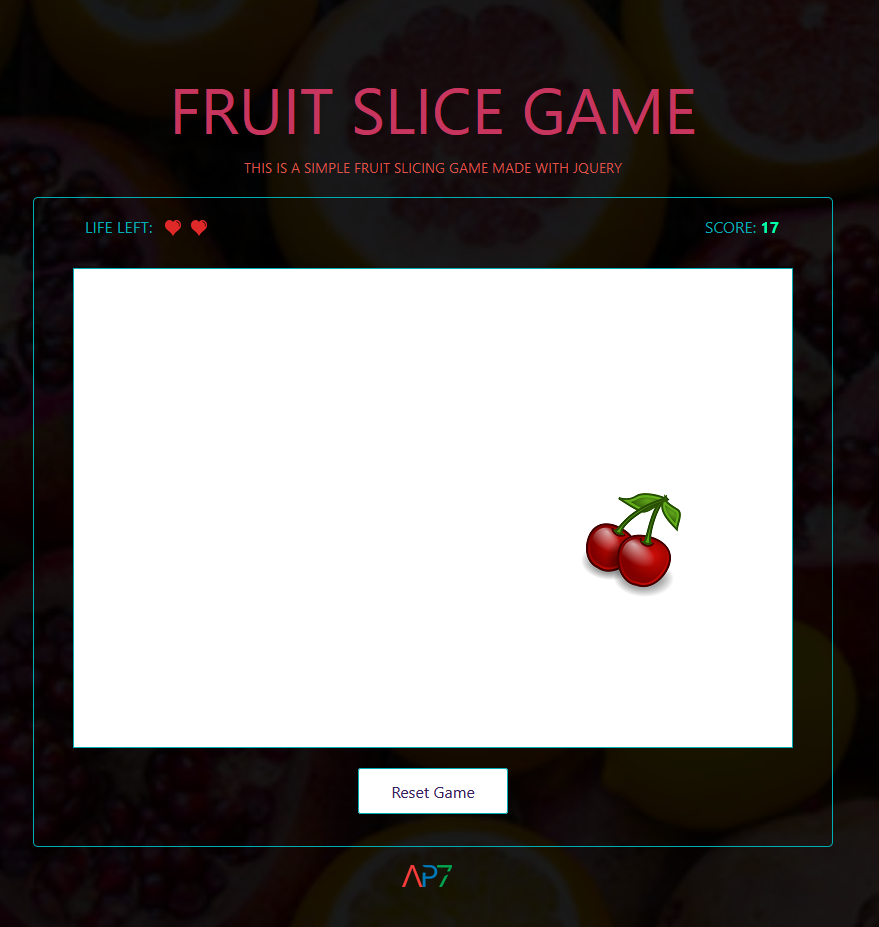 FRUIT SLICE GAME
THIS IS A SIMPLE FRUIT SLICING GAME MADE WITH JQUERY
LIFE LEFT: SCORE: 17
Reset Game
AP7